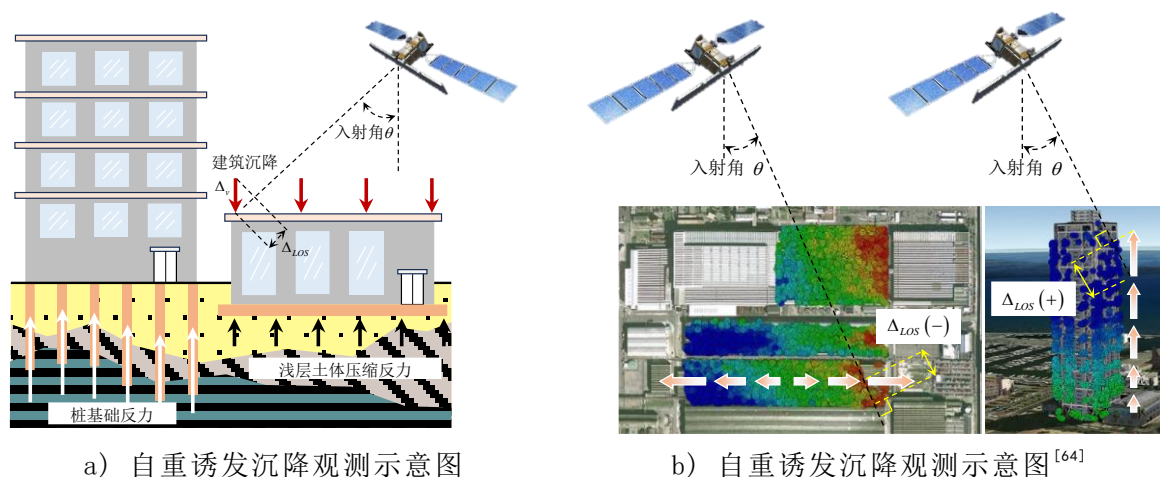 入射角θ
建筑沉降
Δv
ΔLOS
浅层土体压缩反力
桩基础反力
a) 自重诱发沉降观测示意图
入射角 θ
入射角 θ
ΔLOS(−)
ΔLOS(+)
b) 自重诱发沉降观测示意图[64]